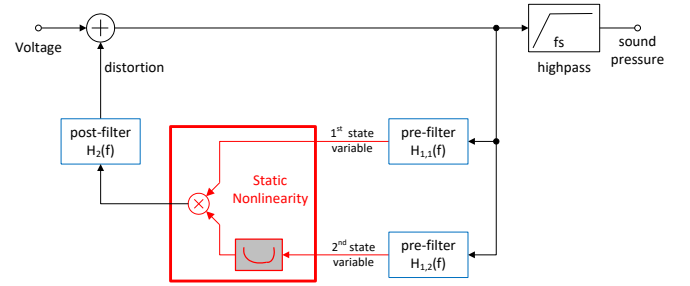 Voltage
distortion
fs
highpass
sound
pressure
post-filter
H2(f)
1st state
variable
pre-filter
H1,1(f)
Static
Nonlinearity
2nd state
variable
pre-filter
H1,2(f)